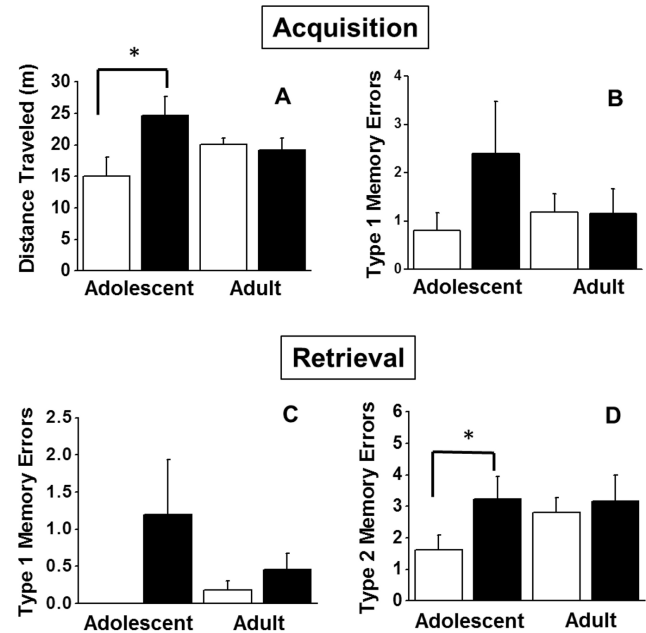 Acquisition
Distance Traveled (m)
30
25
20
15
10
5
0
*
A
Adolescent Adult
Type 1 Memory Errors
4
3
2
1
0
B
Adolescent Adult
Retrieval
Type 1 Memory Errors
2.5
2.0
1.5
1.0
0.5
0.0
C
Adolescent Adult
Type 2 Memory Errors
6
5
4
3
2
1
0
*
D
Adolescent Adult